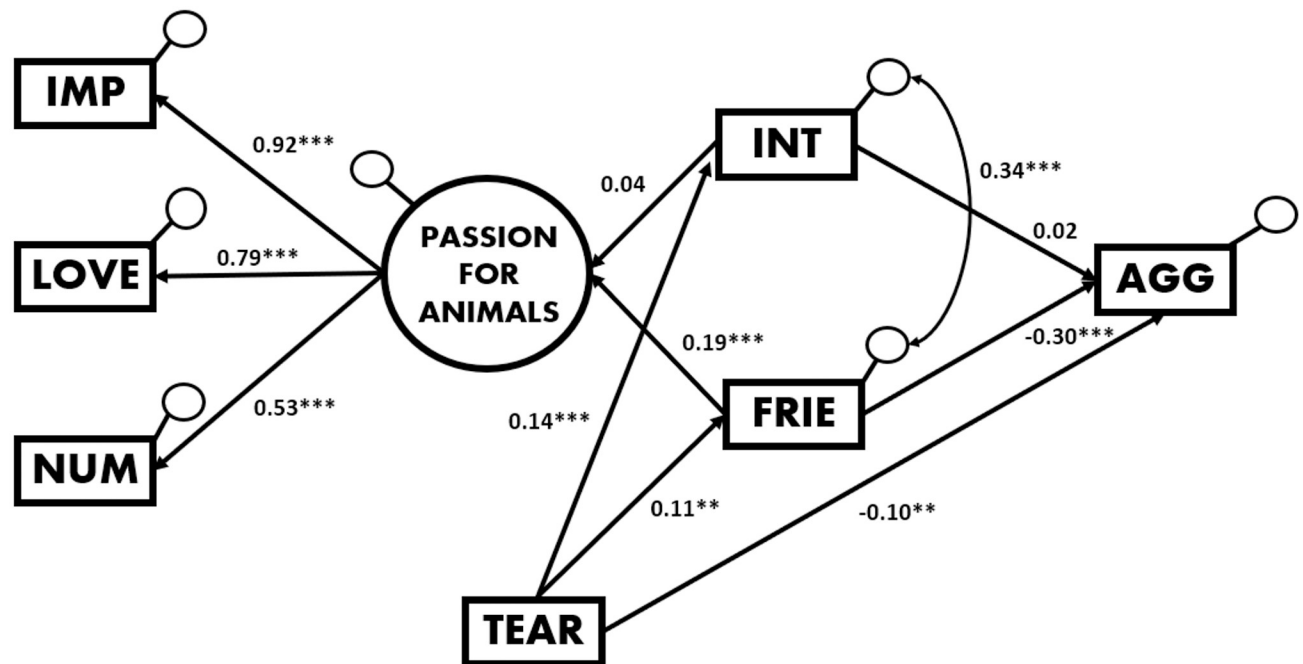 IMP
0.92***
LOVE
0.79***
NUM
0.53***
PASSION
FOR
ANIMALS
INT
0.04
0.34***
0.02
AGG
0.19***
-0.30***
FRIE
0.14***
0.11**
-0.10**
TEAR